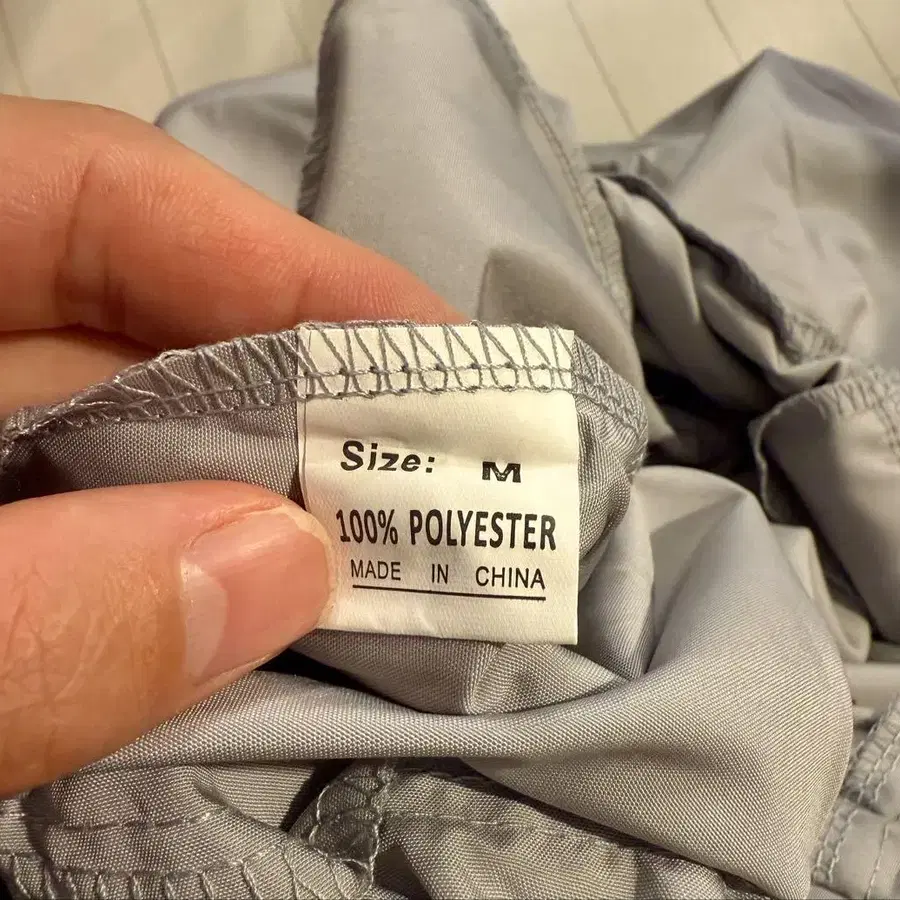 Size: M
100% POLYESTER
MADE IN CHINA